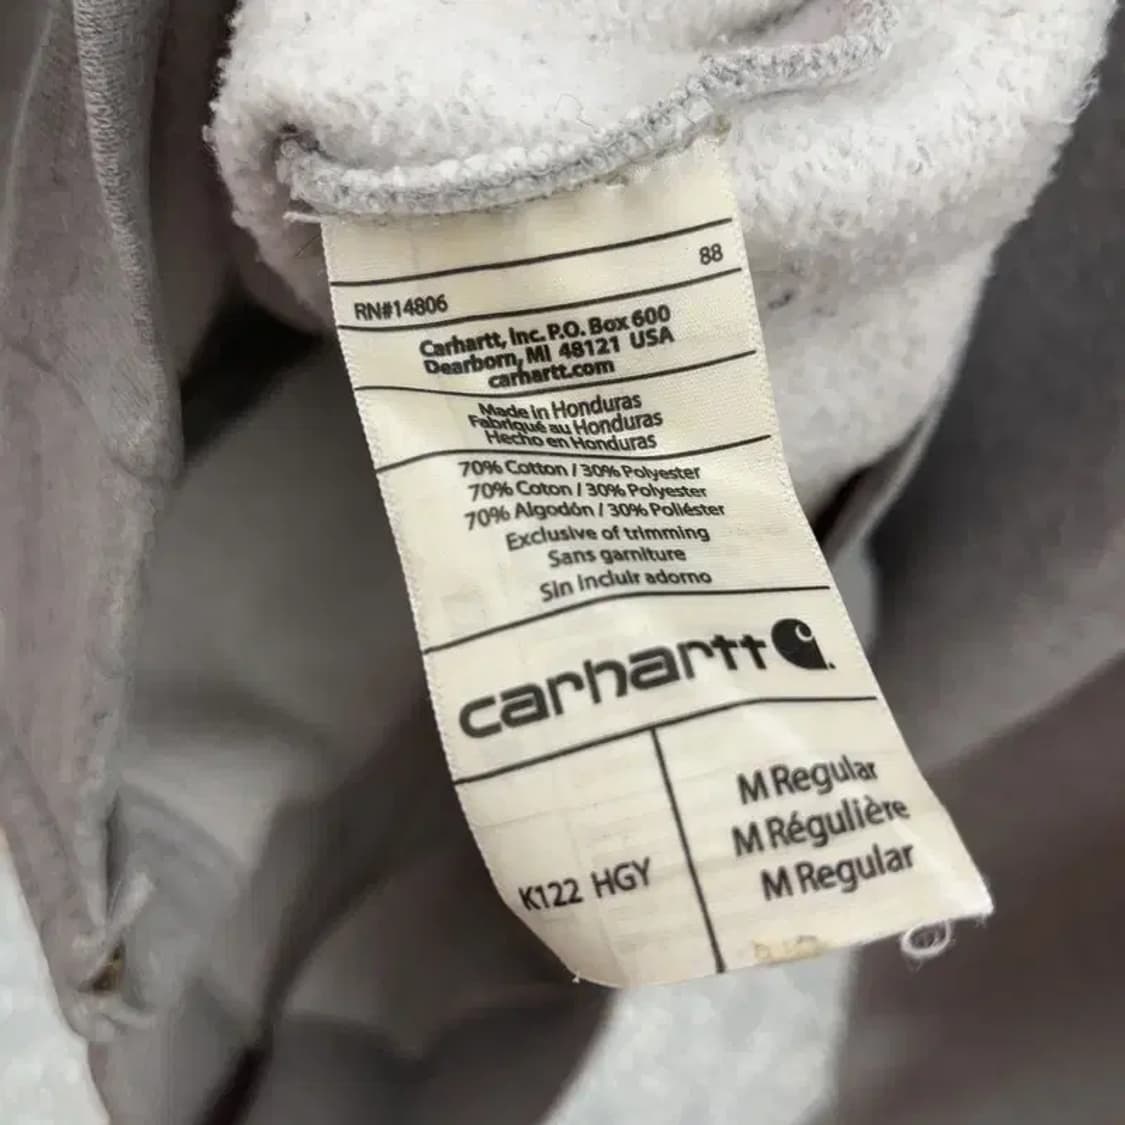 88
RN#14806
Carhartt, Inc. P.O. Box 600
Dearborn, MI 48121 USA
carhartt.com
Made in Honduras
Fabriqué au Honduras
Hecho en Honduras
70% Cotton / 30% Polyester
70% Coton / 30% Polyester
70% Algodón / 30% Poliéster
Exclusive of trimming
Sans garniture
Sin incluir adorno
carhartt
K122 HGY
M Regular
M Régulière
M Regular